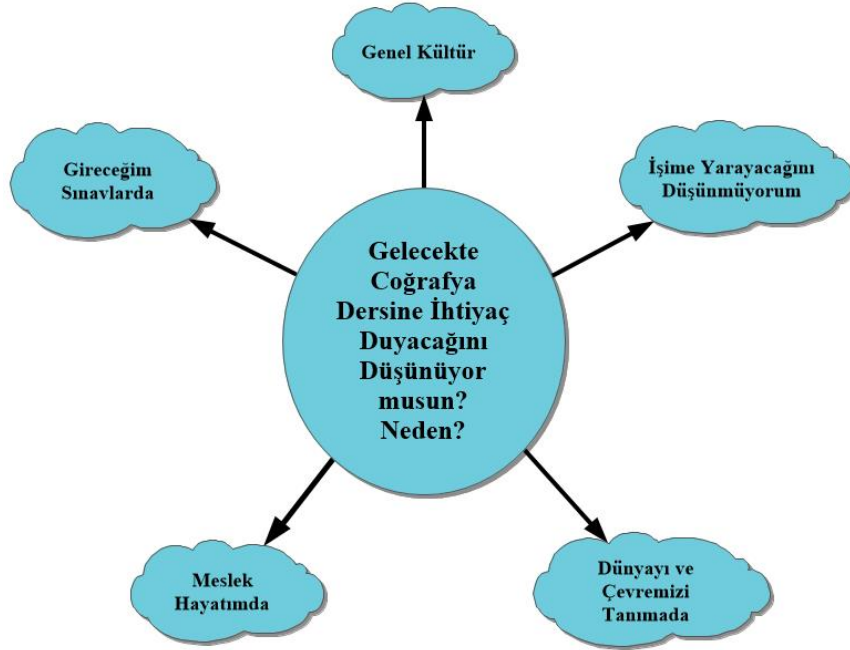 Genel Kültür
Gireceğim
Sınavlarda
İşime Yarayacağını
Düşünmüyorum
Gelecekte
Coğrafya
Dersine İhtiyaç
Duyacağını
Düşünüyor
musun?
Neden?
Meslek
Hayatımda
Dünyayı ve
Çevremizi
Tanımada